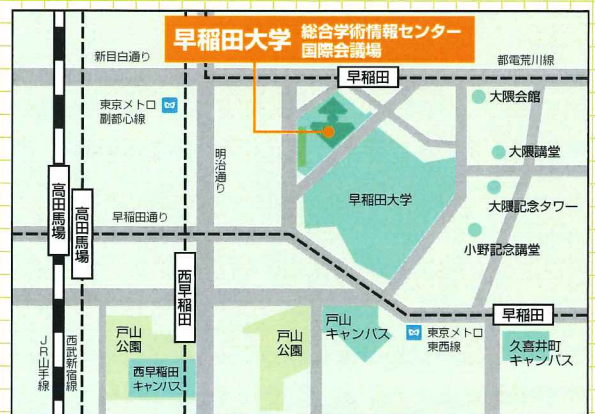 早稲田大学 総合学術情報センター
国際会議場
新目白通り
都電荒川線
早稲田
大隈会館
東京メトロ
副都心線
明治通り
大隈講堂
早稲田大学
高田馬場
高田馬場
早稲田通り
大隈記念タワー
小野記念講堂
西早稲田
早稲田
JR山手線
西武新宿線
戸山
公園
西早稲田
キャンパス
戸山
公園
戸山
キャンパス
東京メトロ
東西線
久喜井町
キャンパス